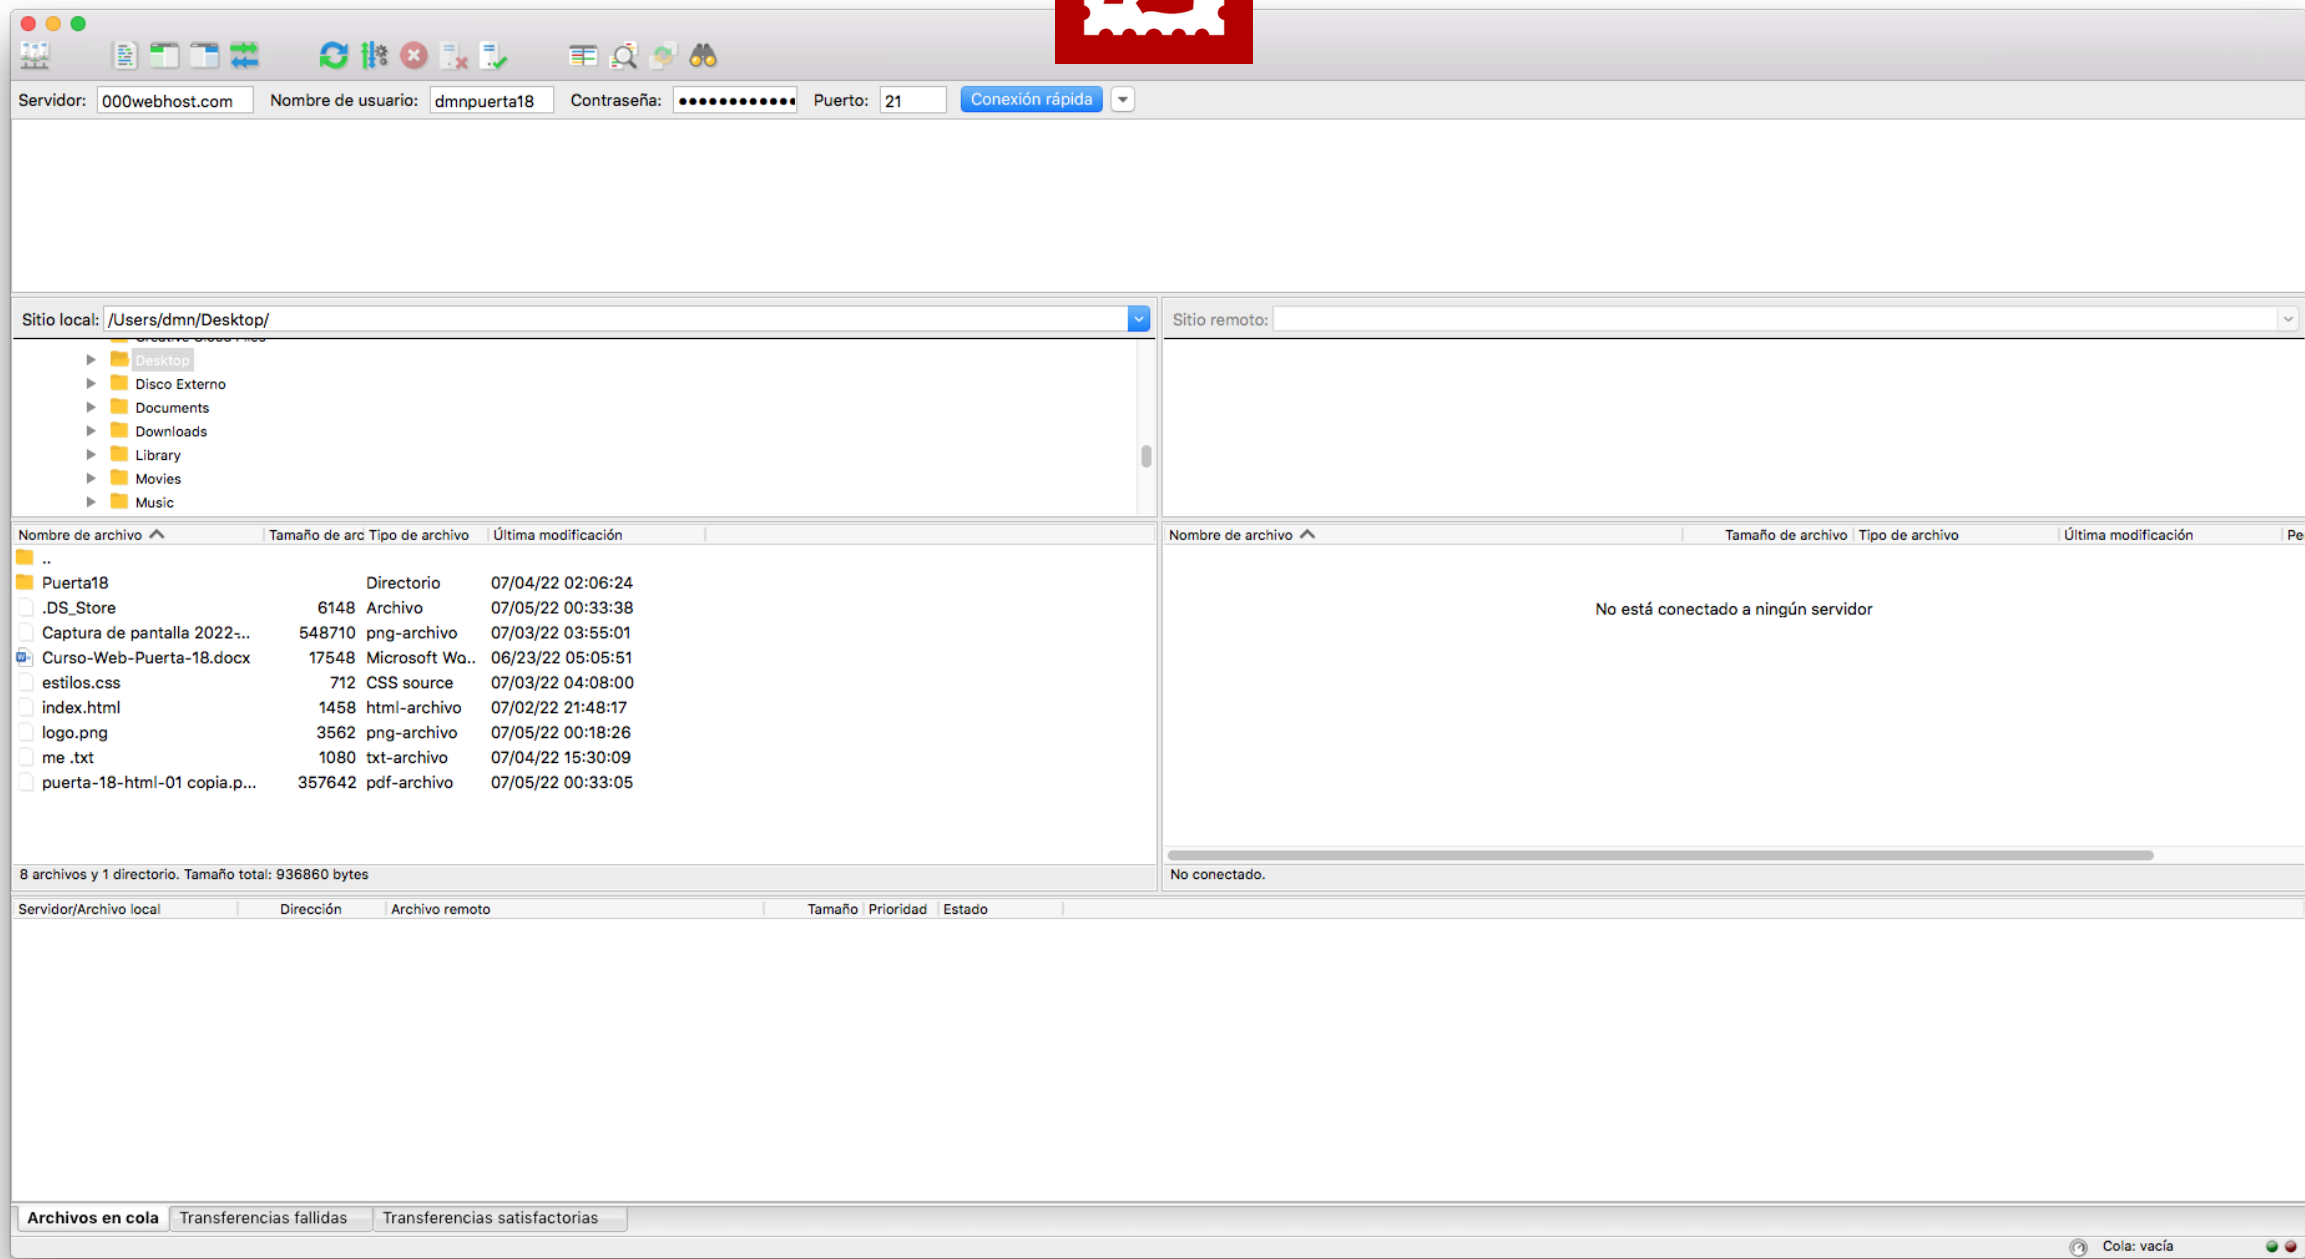 Servidor: 000webhost.com Nombre de usuario: dmnpuerta18 Contraseña: ●●●●●●●●●●●● Puerto: 21 Conexión rápida
Sitio local: /Users/dmn/Desktop/
Desktop
Disco Externo
Documents
Downloads
Library
Movies
Music
Nombre de archivo Tamaño de arc Tipo de archivo Última modificación
..
Puerta18 Directorio 07/04/22 02:06:24
.DS_Store 6148 Archivo 07/05/22 00:33:38
Captura de pantalla 2022-... 548710 png-archivo 07/03/22 03:55:01
Curso-Web-Puerta-18.docx 17548 Microsoft Wo.. 06/23/22 05:05:51
estilos.css 712 CSS source 07/03/22 04:08:00
index.html 1458 html-archivo 07/02/22 21:48:17
logo.png 3562 png-archivo 07/05/22 00:18:26
me .txt 1080 txt-archivo 07/04/22 15:30:09
puerta-18-html-01 copia.p... 357642 pdf-archivo 07/05/22 00:33:05
8 archivos y 1 directorio. Tamaño total: 936860 bytes
Sitio remoto:
Nombre de archivo Tamaño de archivo Tipo de archivo Última modificación Pe
No está conectado a ningún servidor
No conectado.
Servidor/Archivo local Dirección Archivo remoto Tamaño Prioridad Estado
Archivos en cola Transferencias fallidas Transferencias satisfactorias
Cola: vacía